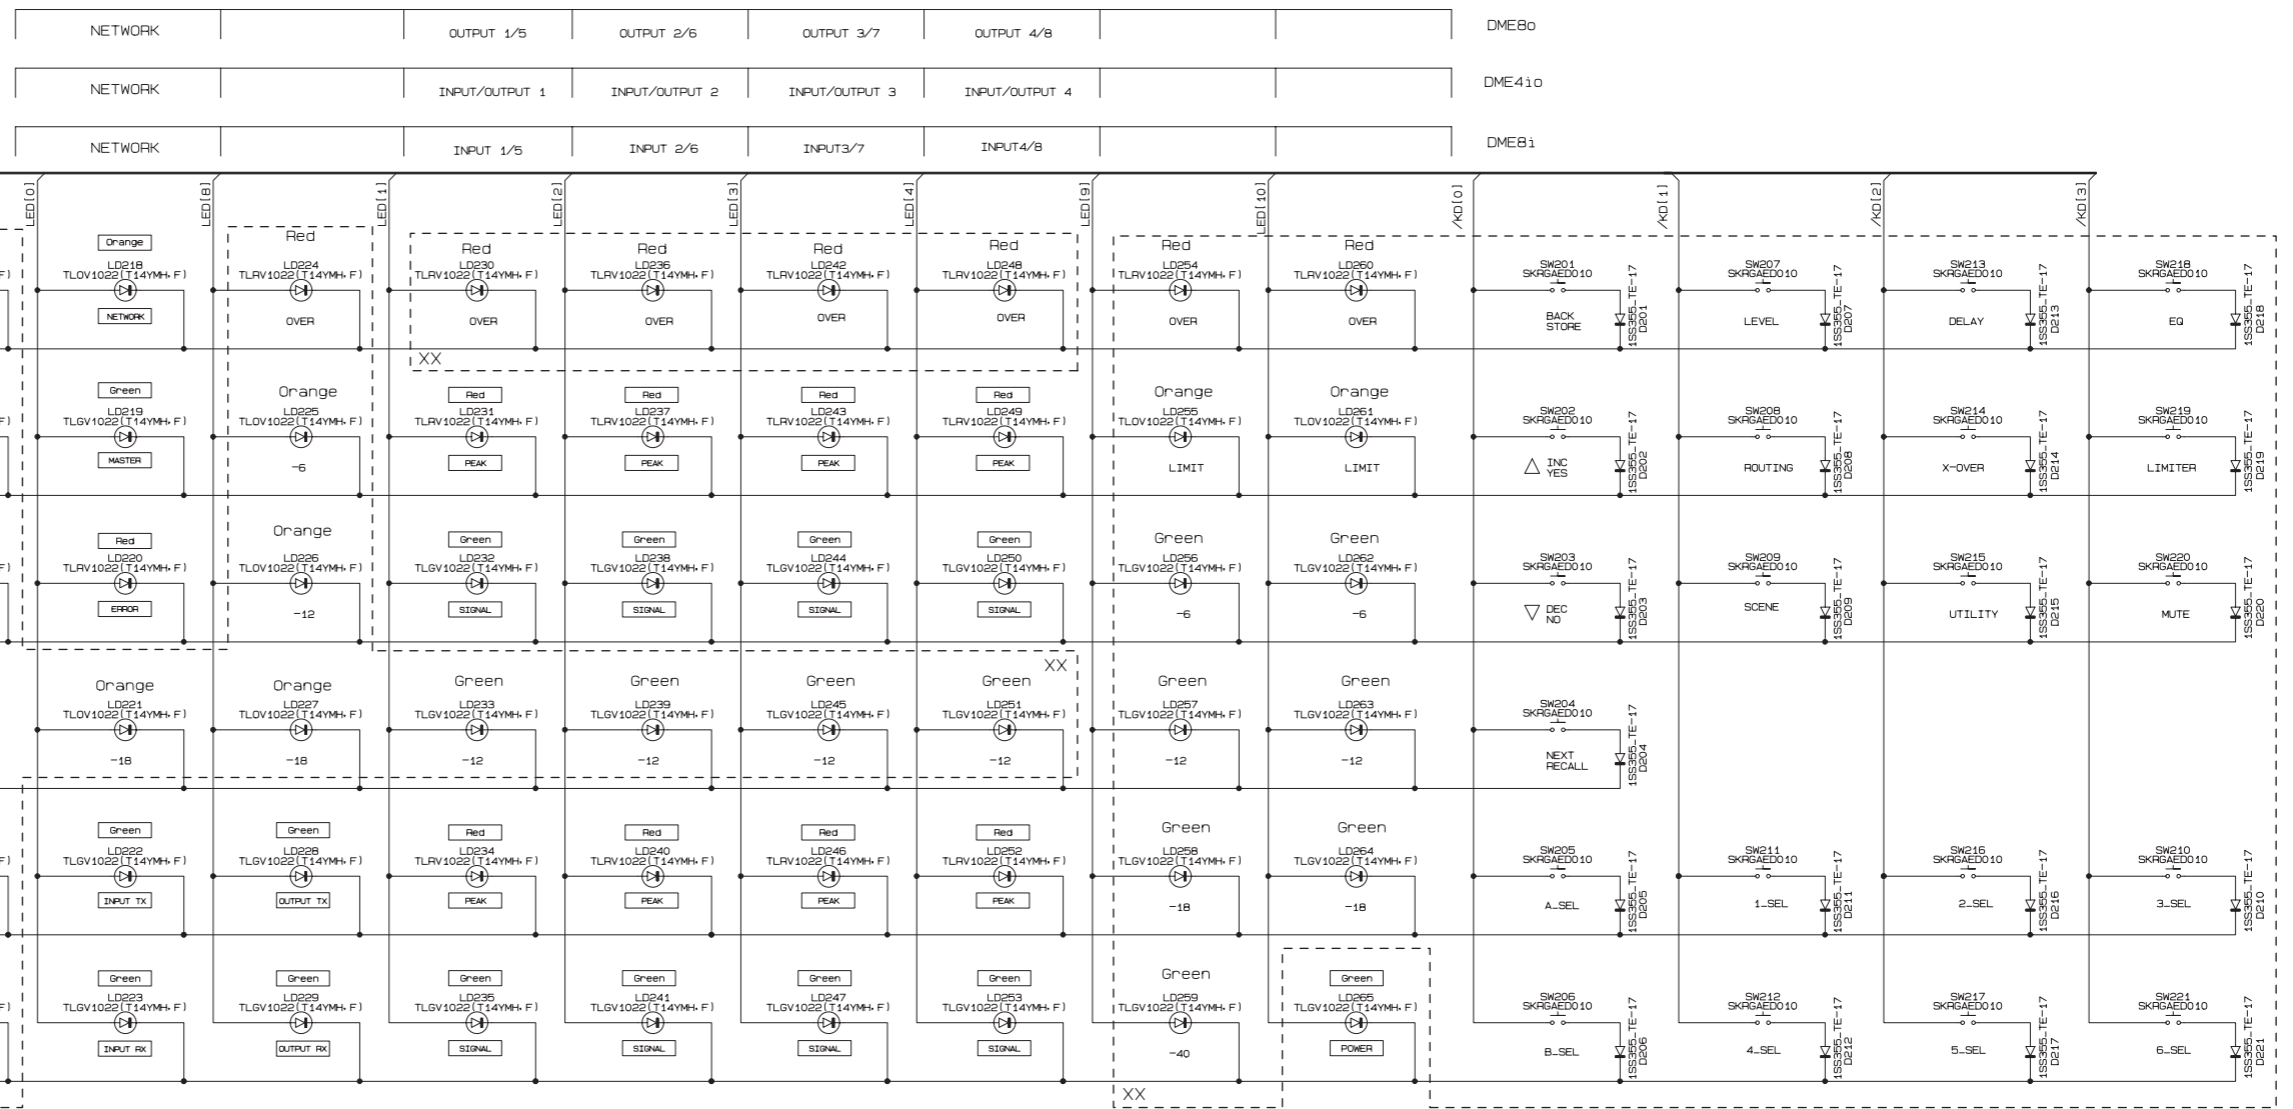 NETWORK OUTPUT 1/5 OUTPUT 2/6 OUTPUT 3/7 OUTPUT 4/8 DME8o
NETWORK INPUT/OUTPUT 1 INPUT/OUTPUT 2 INPUT/OUTPUT 3 INPUT/OUTPUT 4 DME4io
NETWORK INPUT 1/5 INPUT 2/6 INPUT3/7 INPUT4/8 DME8i
LED[0] LED[8] LED[1] LED[2] LED[3] LED[4] LED[9] LED[10] /KD[0] /KD[1] /KD[2] /KD[3]
Orange Red Red Red Red Red Red Red
LD218 LD224 LD230 LD236 LD242 LD248 LD254 LD260 SW201 SW207 SW213 SW218
F) TLOV1022(T14YMH,F) TLRV1022(T14YMH,F) TLRV1022(T14YMH,F) TLRV1022(T14YMH,F) TLRV1022(T14YMH,F) TLRV1022(T14YMH,F) TLRV1022(T14YMH,F) TLRV1022(T14YMH,F) SKRGAED010 SKRGAED010 SKRGAED010 SKRGAED010
NETWORK OVER OVER OVER OVER OVER OVER OVER BACK STORE LEVEL DELAY EQ
1SS355_TE-17 D201 1SS355_TE-17 D207 1SS355_TE-17 D213 1SS355_TE-17 D218
XX
Green Orange Red Red Red Red Orange Orange
LD219 LD225 LD231 LD237 LD243 LD249 LD255 LD261 SW202 SW208 SW214 SW219
F) TLGV1022(T14YMH,F) TLOV1022(T14YMH,F) TLRV1022(T14YMH,F) TLRV1022(T14YMH,F) TLRV1022(T14YMH,F) TLRV1022(T14YMH,F) TLOV1022(T14YMH,F) TLOV1022(T14YMH,F) SKRGAED010 SKRGAED010 SKRGAED010 SKRGAED010
MASTER -6 PEAK PEAK PEAK PEAK LIMIT LIMIT △ INC YES ROUTING X-OVER LIMITER
1SS355_TE-17 D202 1SS355_TE-17 D208 1SS355_TE-17 D214 1SS355_TE-17 D219
Red Orange Green Green Green Green Green Green
LD220 LD226 LD232 LD238 LD244 LD250 LD256 LD262 SW203 SW209 SW215 SW220
F) TLRV1022(T14YMH,F) TLOV1022(T14YMH,F) TLGV1022(T14YMH,F) TLGV1022(T14YMH,F) TLGV1022(T14YMH,F) TLGV1022(T14YMH,F) TLGV1022(T14YMH,F) TLGV1022(T14YMH,F) SKRGAED010 SKRGAED010 SKRGAED010 SKRGAED010
ERROR -12 SIGNAL SIGNAL SIGNAL SIGNAL -6 -6 ▽ DEC NO SCENE UTILITY MUTE
1SS355_TE-17 D203 1SS355_TE-17 D209 1SS355_TE-17 D215 1SS355_TE-17 D220
XX
Orange Orange Green Green Green Green Green Green
LD221 LD227 LD233 LD239 LD245 LD251 LD257 LD263 SW204
TLOV1022(T14YMH,F) TLOV1022(T14YMH,F) TLGV1022(T14YMH,F) TLGV1022(T14YMH,F) TLGV1022(T14YMH,F) TLGV1022(T14YMH,F) TLGV1022(T14YMH,F) TLGV1022(T14YMH,F) SKRGAED010
-18 -18 -12 -12 -12 -12 -12 -12 NEXT RECALL
1SS355_TE-17 D204
Green Green Red Red Red Red Green Green
LD222 LD228 LD234 LD240 LD246 LD252 LD258 LD264 SW205 SW211 SW216 SW210
F) TLGV1022(T14YMH,F) TLGV1022(T14YMH,F) TLRV1022(T14YMH,F) TLRV1022(T14YMH,F) TLRV1022(T14YMH,F) TLRV1022(T14YMH,F) TLGV1022(T14YMH,F) TLGV1022(T14YMH,F) SKRGAED010 SKRGAED010 SKRGAED010 SKRGAED010
INPUT TX OUTPUT TX PEAK PEAK PEAK PEAK -18 -18 A_SEL 1_SEL 2_SEL 3_SEL
1SS355_TE-17 D205 1SS355_TE-17 D211 1SS355_TE-17 D216 1SS355_TE-17 D210
Green Green Green Green Green Green Green Green
LD223 LD229 LD235 LD241 LD247 LD253 LD259 LD265 SW206 SW212 SW217 SW221
F) TLGV1022(T14YMH,F) TLGV1022(T14YMH,F) TLGV1022(T14YMH,F) TLGV1022(T14YMH,F) TLGV1022(T14YMH,F) TLGV1022(T14YMH,F) TLGV1022(T14YMH,F) TLGV1022(T14YMH,F) SKRGAED010 SKRGAED010 SKRGAED010 SKRGAED010
INPUT RX OUTPUT RX SIGNAL SIGNAL SIGNAL SIGNAL -40 POWER B_SEL 4_SEL 5_SEL 6_SEL
1SS355_TE-17 D206 1SS355_TE-17 D212 1SS355_TE-17 D217 1SS355_TE-17 D221
XX